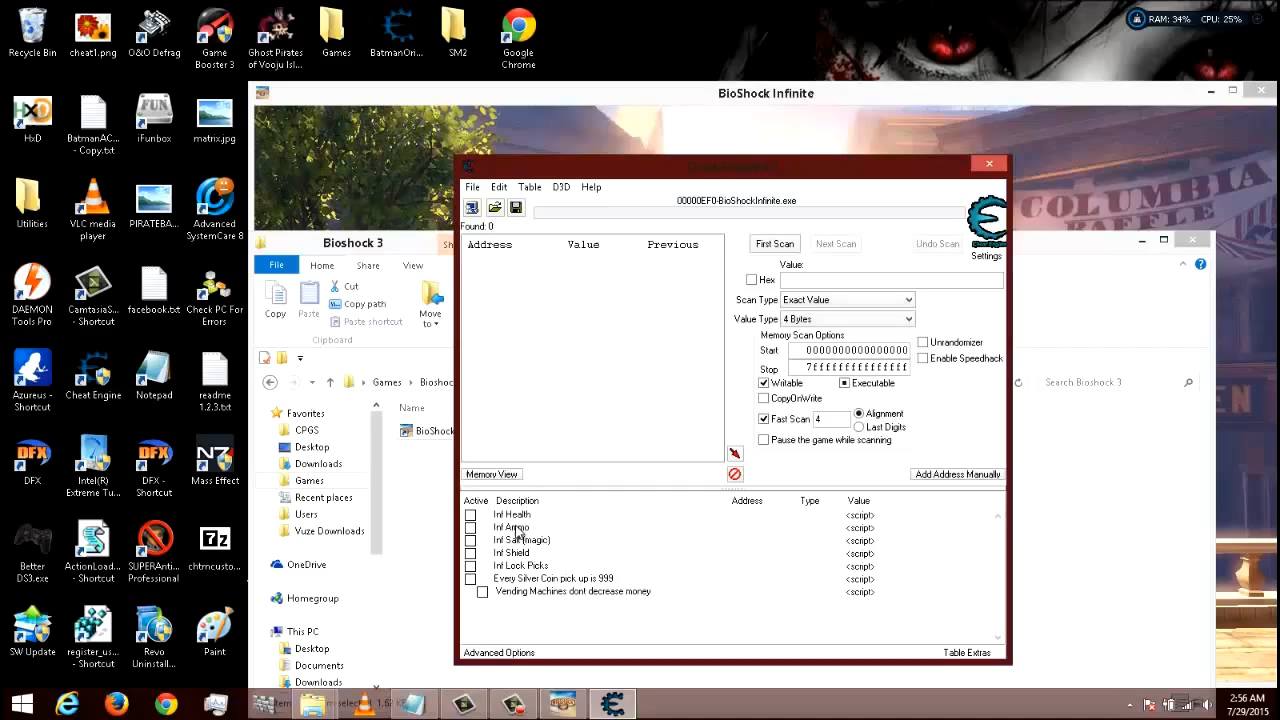 Recycle Bin
cheat1.png
O&O Defrag
Game
Booster 3
Ghost Pirates
of Vooju Isl...
Games
BatmanOri...
SM2
Google
Chrome
RAM: 34%
CPU: 25%
BioShock Infinite
HxD
BatmanAC...
- Copy.txt
iFunbox
FUN
matrix.jpg
COLUMBIA
Utilities
VLC media
player
PIRATEBA...
Advanced
SystemCare 8
File Edit Table D3D Help
00000EF0-BioShockInfinite.exe
Found: 0
Address Value Previous
First Scan Next Scan Undo Scan
Settings
Value:
Hex
Scan Type Exact Value
Value Type 4 Bytes
Memory Scan Options
Start 0000000000000000
Stop 7fffffffffffffff
Unrandomizer
Enable Speedhack
Writable Executable
CopyOnWrite
Fast Scan 4 Alignment
Last Digits
Pause the game while scanning
Memory View
Add Address Manually
Active Description Address Type Value
Inf Health <script>
Inf Ammo <script>
Inf Salt (magic) <script>
Inf Shield <script>
Inf Lock Picks <script>
Every Silver Coin pick up is 999 <script>
Vending Machines dont decrease money <script>
Advanced Options
Table Extras
Bioshock 3
File Home Share View
Copy
Paste
Cut
Copy path
Paste shortcut
Move
to
Clipboard
Games
Search Bioshock 3
Name
Favorites
CPGS
Desktop
Downloads
Games
Recent places
Users
Vuze Downloads
OneDrive
Homegroup
This PC
Desktop
Documents
Downloads
DAEMON
Tools Pro
CamtasiaS...
- Shortcut
facebook.txt
Check PC For
Errors
Azureus -
Shortcut
Cheat Engine
Notepad
readme
1.2.3.txt
DFX
Intel(R)
Extreme Tu...
DFX -
Shortcut
N7
Mass Effect
Better
DS3.exe
ActionLoad...
- Shortcut
SUPERAnti...
Professional
7z
chtrncusto...
SW Update
register_us...
- Shortcut
Revo
Uninstall...
Paint
2:56 AM
7/29/2015